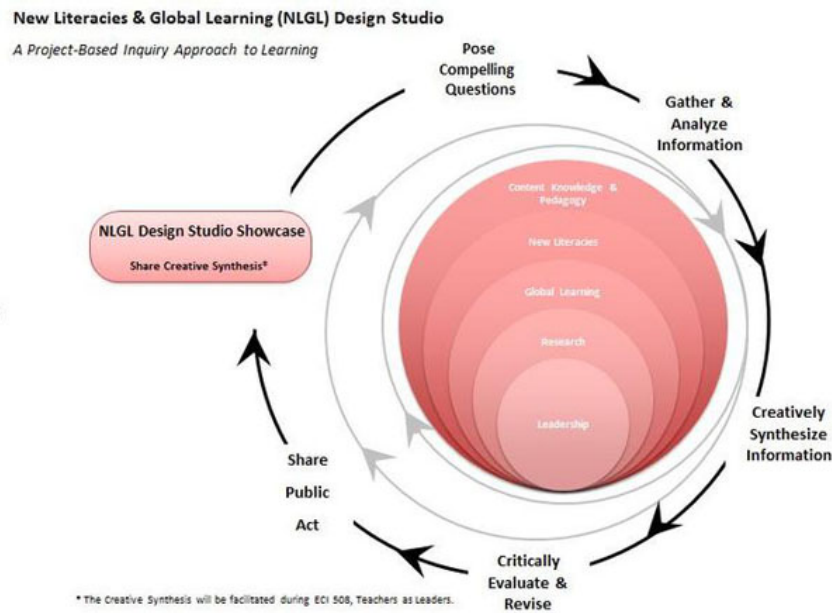 New Literacies & Global Learning (NLGL) Design Studio
A Project-Based Inquiry Approach to Learning
Pose
Compelling
Questions
Gather &
Analyze
Information
Content Knowledge &
Pedagogy
New Literacies
Global Learning
Research
Leadership
Creatively
Synthesize
Information
Critically
Evaluate &
Revise
Share
Public
Act
NLGL Design Studio Showcase
Share Creative Synthesis*
* The Creative Synthesis will be facilitated during ECI 508, Teachers as Leaders.